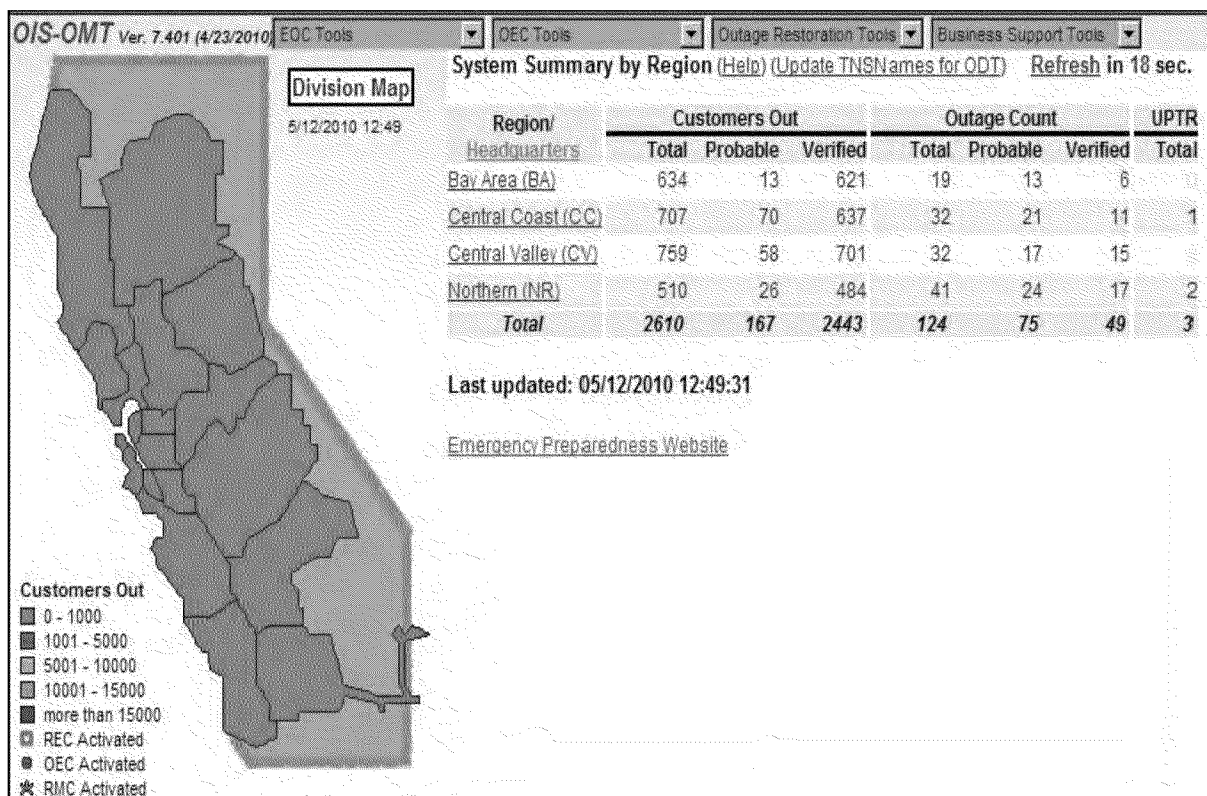 OIS-OMT Ver. 7.401 (4/23/2010) EOC Tools OEC Tools Outage Restoration Tools Business Support Tools
Division Map
5/12/2010 12:49
System Summary by Region (Help) (Update TNSNames for ODT) Refresh in 18 sec.
Region/ Customers Out Outage Count UPTR
Headquarters Total Probable Verified Total Probable Verified Total
Bay Area (BA) 634 13 621 19 13 6 0
Central Coast (CC) 707 70 637 32 21 11 1
Central Valley (CV) 759 58 701 32 17 15
Northern (NR) 510 26 484 41 24 17 2
Total 2610 167 2443 124 75 49 3
Last updated: 05/12/2010 12:49:31
Emergency Preparedness Website
Customers Out
0 - 1000
1001 - 5000
5001 - 10000
10001 - 15000
more than 15000
REC Activated
OEC Activated
RMC Activated